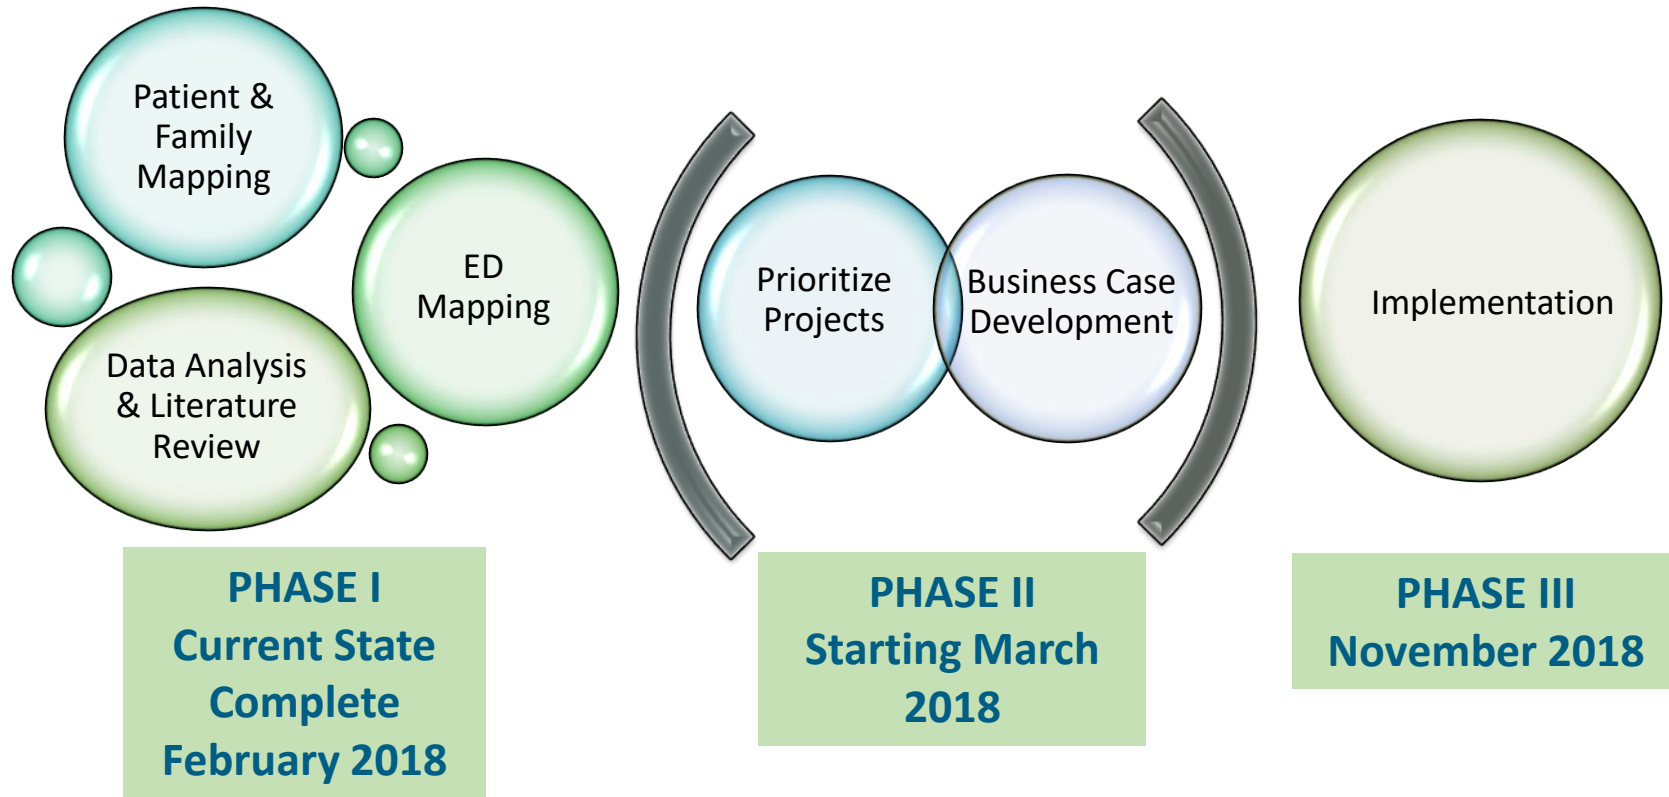 Patient &
Family
Mapping
ED
Mapping
Data Analysis
& Literature
Review
PHASE I
Current State
Complete
February 2018
Prioritize
Projects
Business Case
Development
PHASE II
Starting March
2018
Implementation
PHASE III
November 2018